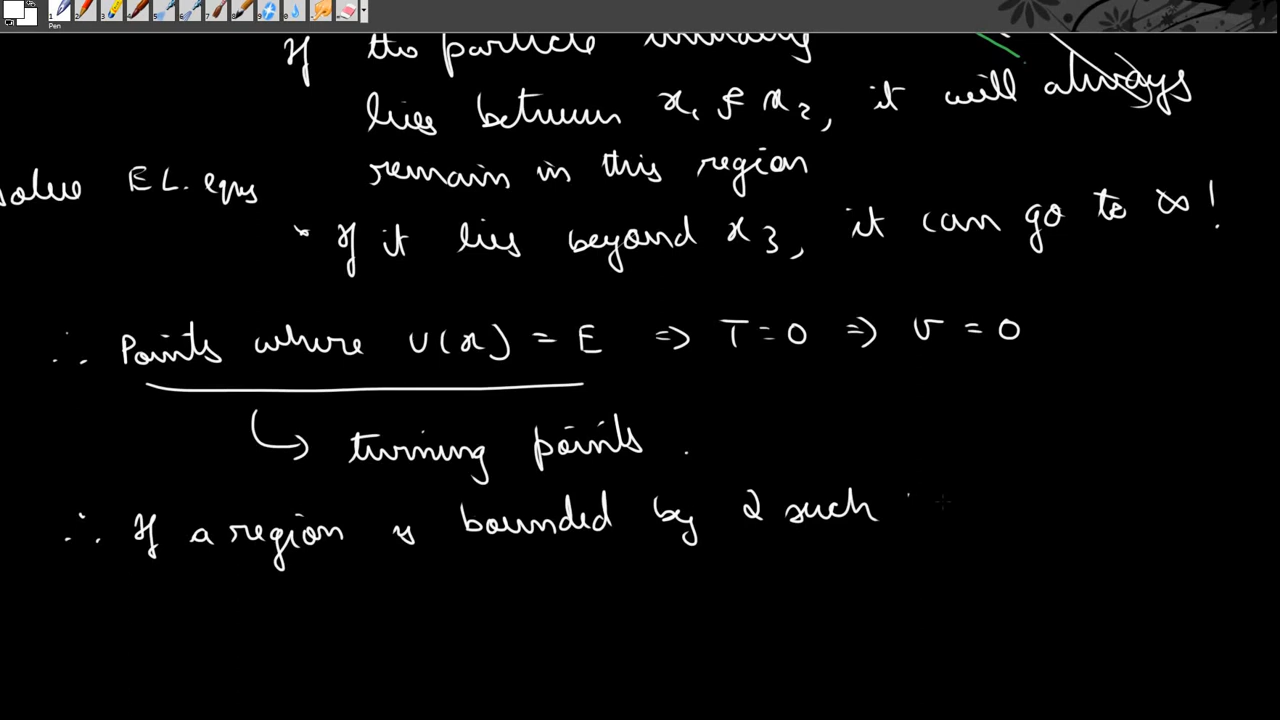 If the particle initially
lies between x₁ & x₂, it will always
remain in this region
solve EL. eqns
* If it lies beyond x₃, it can go to ∞!
∴ Points where U(x) = E ⇒ T=0 ⇒ v = 0
↳ turning points.
∴ If a region is bounded by 2 such
Pen